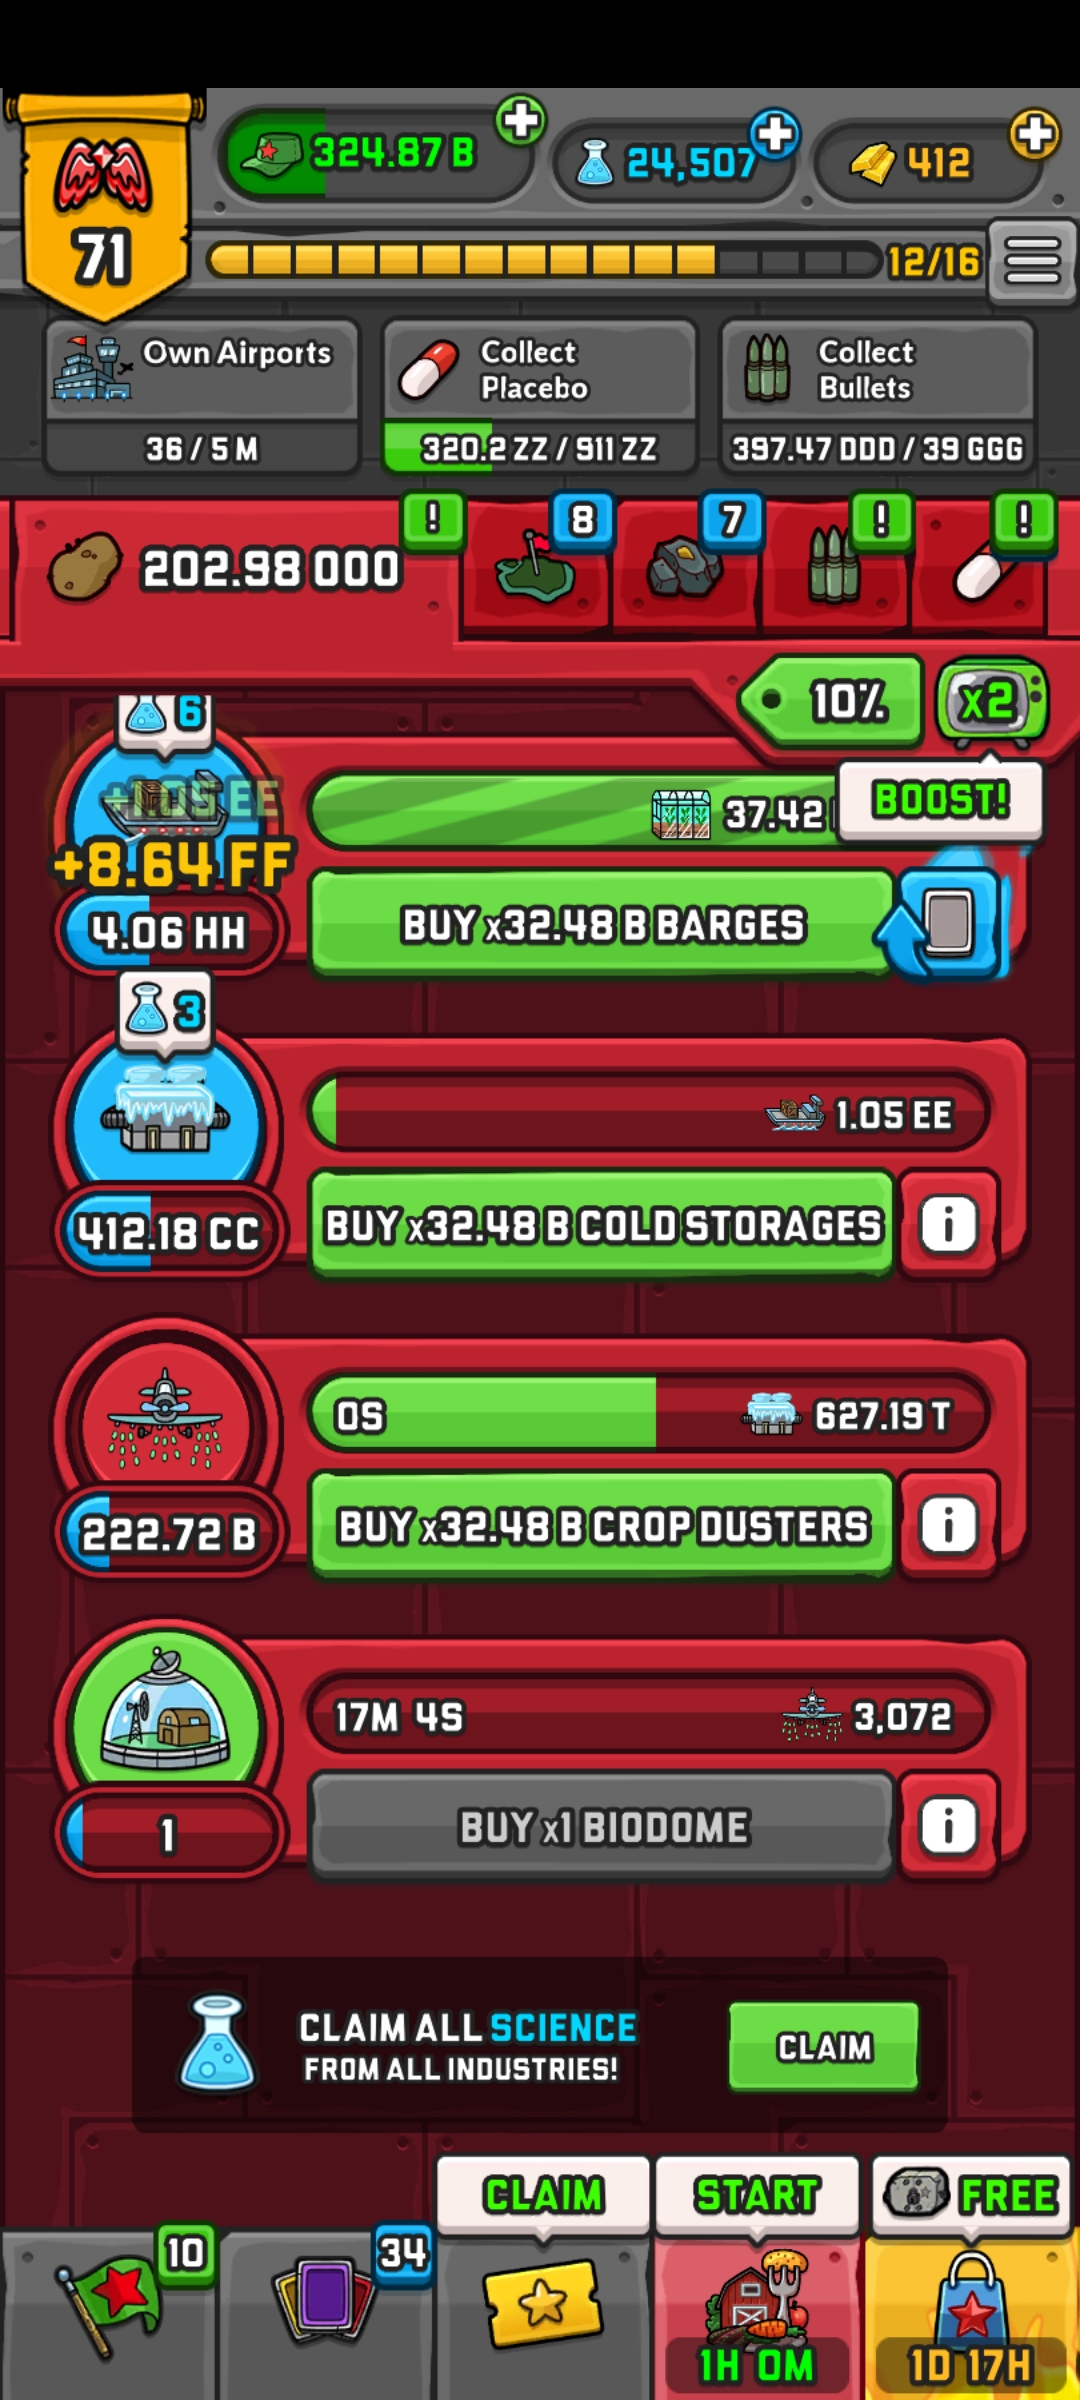 324.87 B
24,507
412
71
12/16
Own Airports
36 / 5 M
Collect
Placebo
320.2 ZZ / 911 ZZ
Collect
Bullets
397.47 DDD / 39 GGG
!
8
7
!
!
202.98 OOO
10%
x2
BOOST!
6
+1.05 EE
+8.64 FF
4.06 HH
37.42
BUY x32.48 B BARGES
3
412.18 CC
1.05 EE
BUY x32.48 B COLD STORAGES
i
222.72 B
0S
627.19 T
BUY x32.48 B CROP DUSTERS
i
1
17M 4S
3,072
BUY x1 BIODOME
i
CLAIM ALL SCIENCE
FROM ALL INDUSTRIES!
CLAIM
CLAIM
START
FREE
10
34
1H 0M
1D 17H